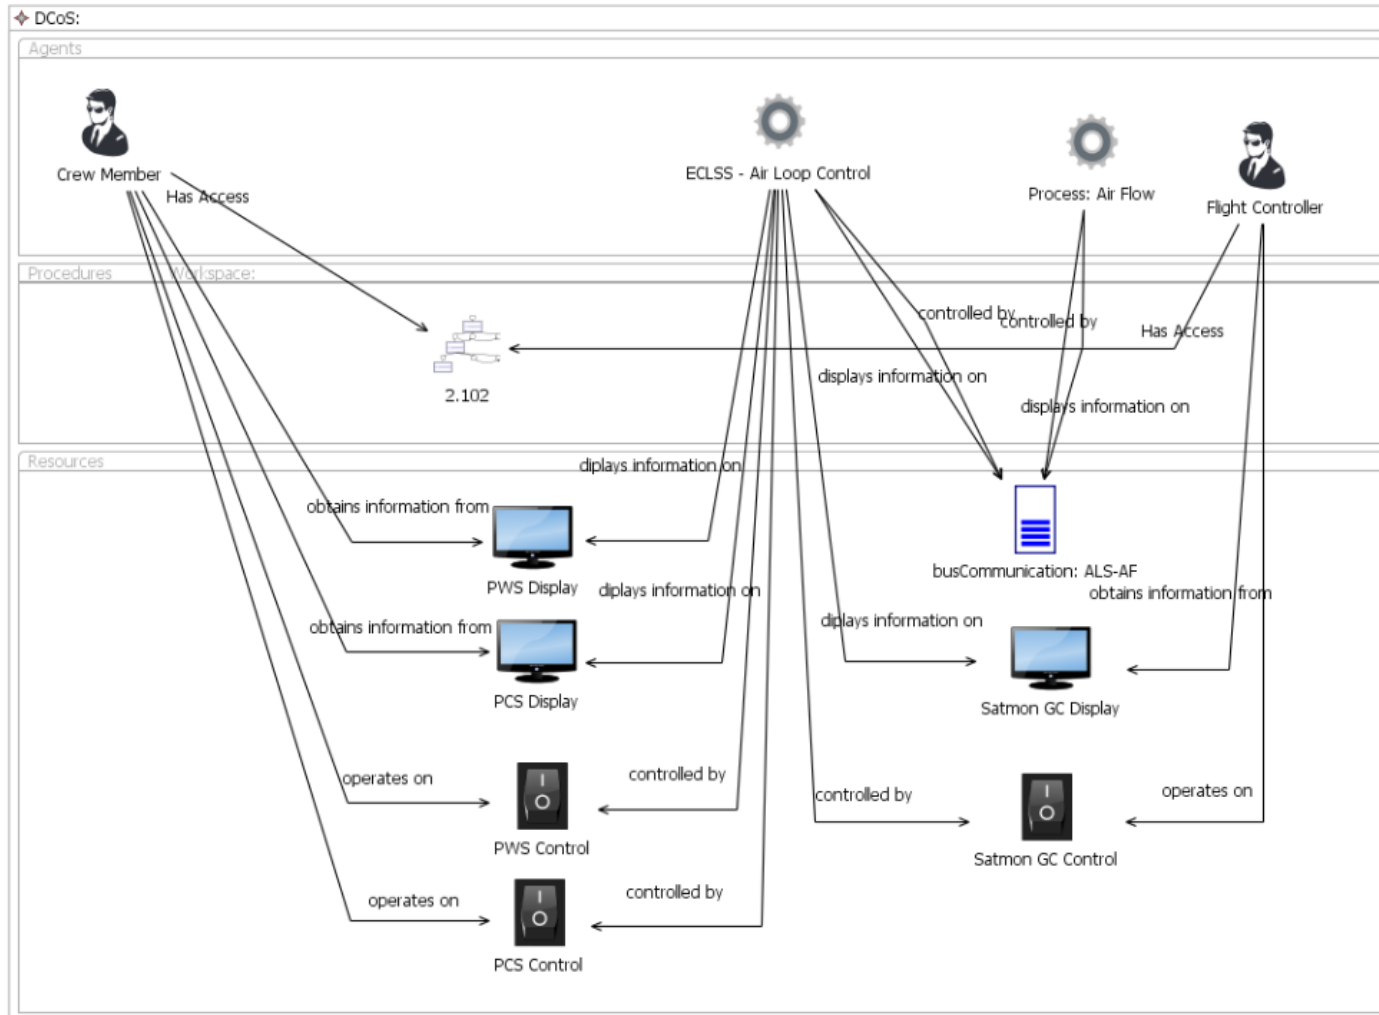 DCoS:
Agents
Crew Member
ECLSS - Air Loop Control
Process: Air Flow
Flight Controller
Has Access
Procedures
Workspace:
controlled by
controlled by
Has Access
displays information on
2.102
displays information on
Resources
diplays information on
obtains information from
PWS Display
busCommunication: ALS-AF
diplays information on
obtains information from
obtains information from
diplays information on
PCS Display
Satmon GC Display
operates on
controlled by
controlled by
operates on
PWS Control
Satmon GC Control
operates on
controlled by
PCS Control